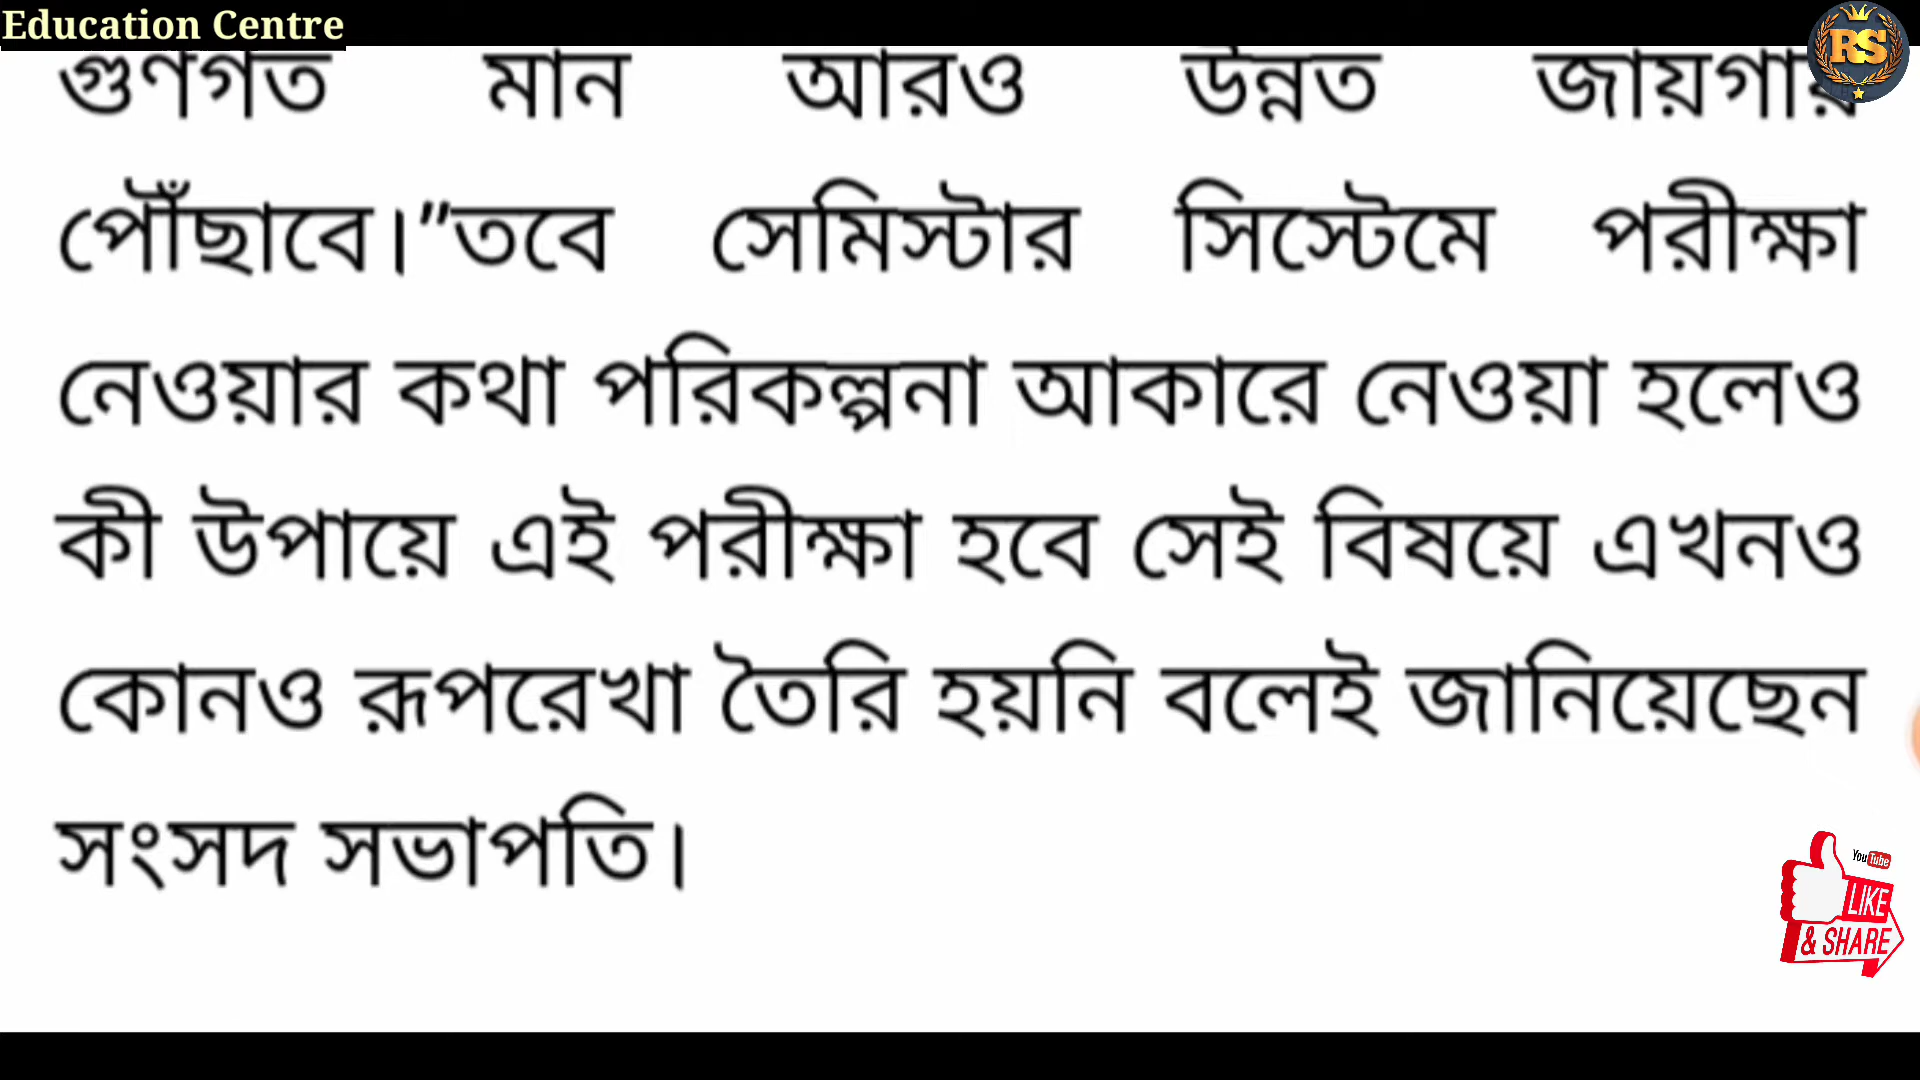 Education Centre
RS
গুণগত মান আরও উন্নত জায়গায়
পৌঁছাবে।”তবে সেমিস্টার সিস্টেমে পরীক্ষা
নেওয়ার কথা পরিকল্পনা আকারে নেওয়া হলেও
কী উপায়ে এই পরীক্ষা হবে সেই বিষয়ে এখনও
কোনও রূপরেখা তৈরি হয়নি বলেই জানিয়েছেন
সংসদ সভাপতি।
YouTube
LIKE
& SHARE